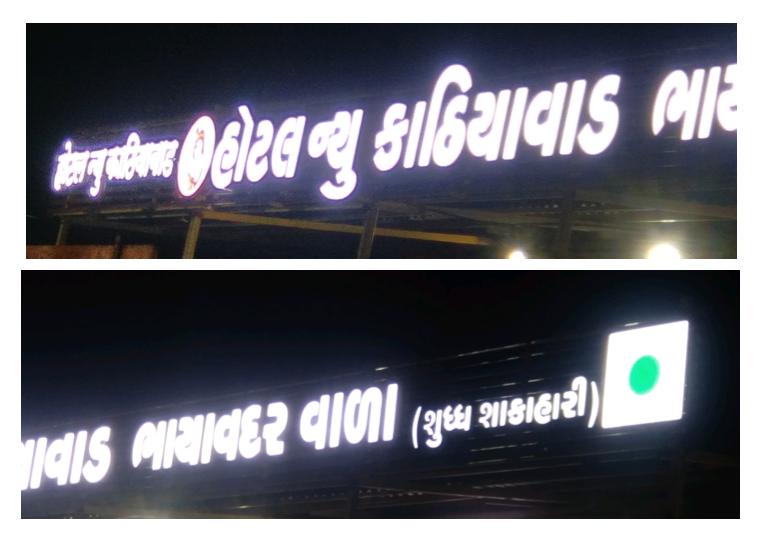 હોટલ ન્યુ કાઠિયાવાડ હોટલ ન્યુ કાઠિયાવાડ ભાય
યાવાડ ભાયાવદર વાળા (શુધ્ધ શાકાહારી)